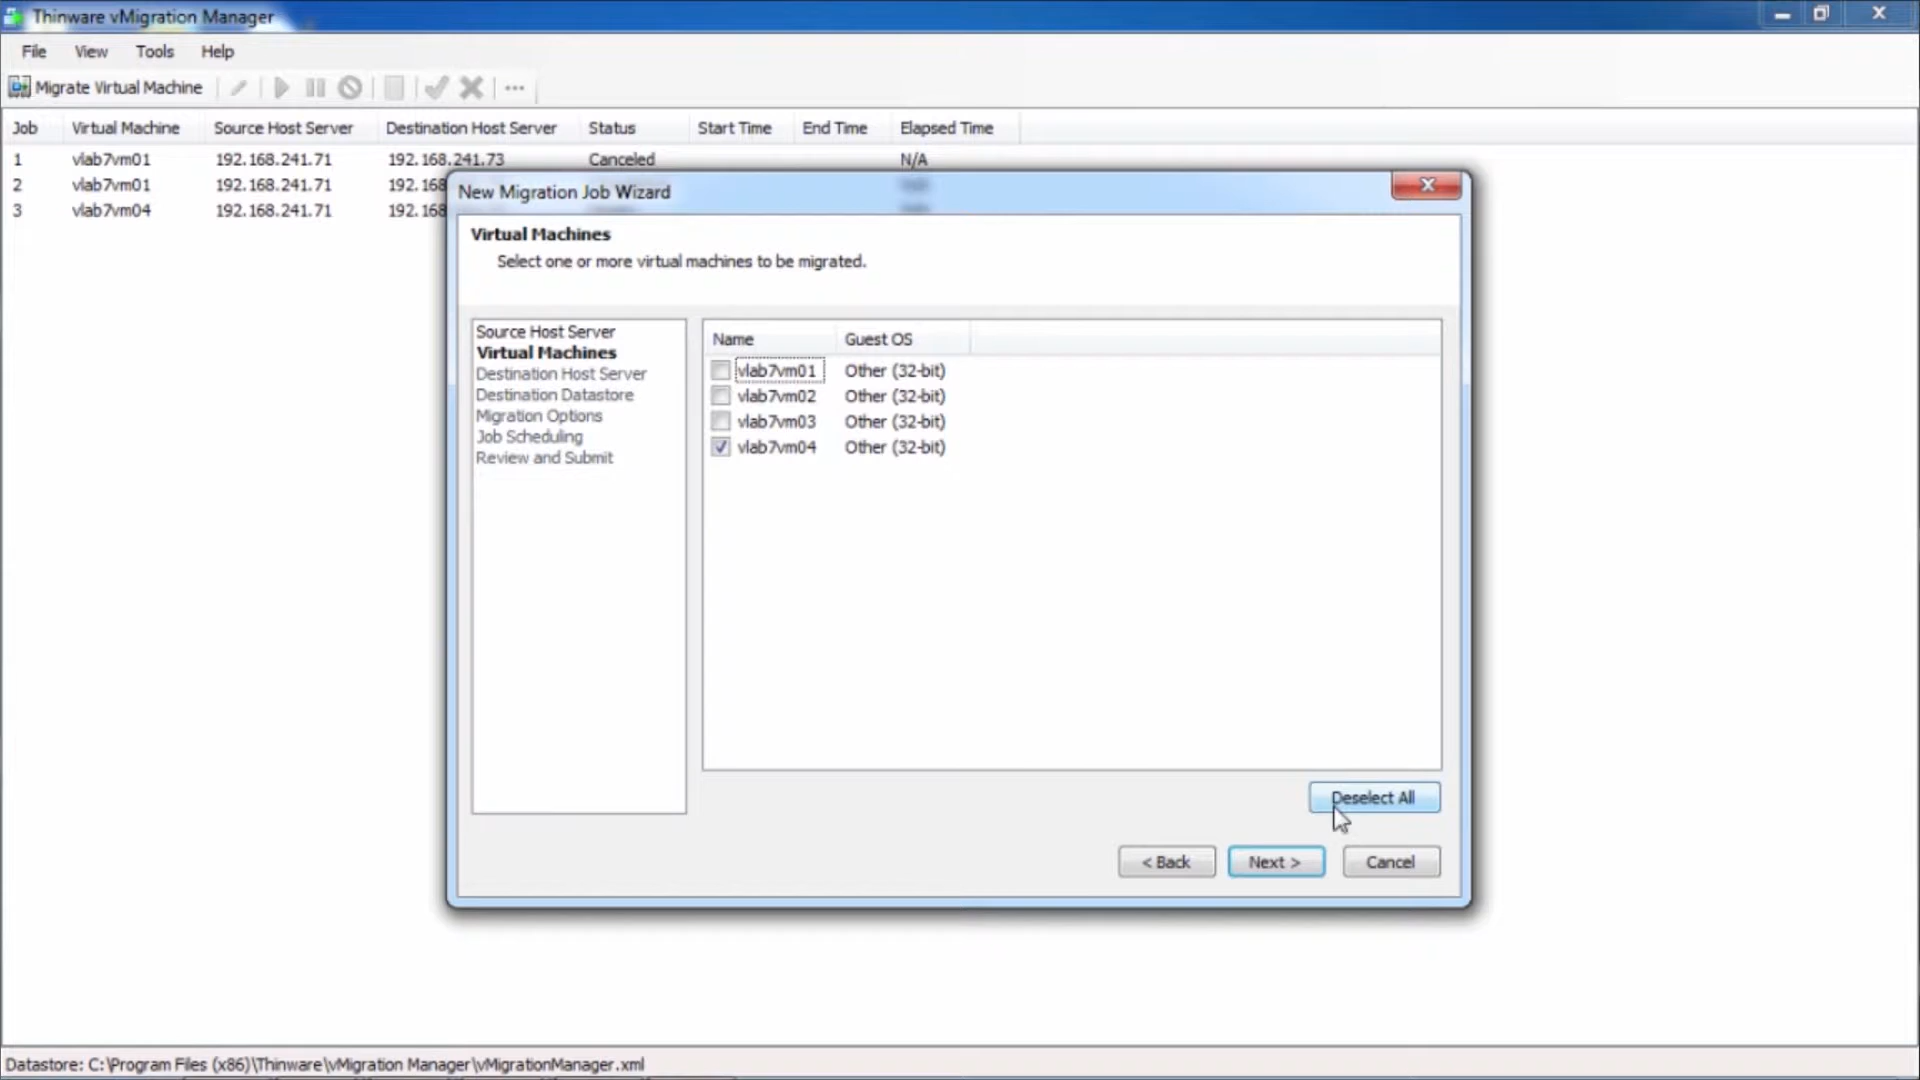 Thinware vMigration Manager
File View Tools Help
Migrate Virtual Machine
Job Virtual Machine Source Host Server Destination Host Server Status Start Time End Time Elapsed Time
1 vlab7vm01 192.168.241.71 192.168.241.73 Canceled N/A
2 vlab7vm01 192.168.241.71 192.168
3 vlab7vm04 192.168.241.71 192.168
New Migration Job Wizard
Virtual Machines
Select one or more virtual machines to be migrated.
Source Host Server
Virtual Machines
Destination Host Server
Destination Datastore
Migration Options
Job Scheduling
Review and Submit
Name Guest OS
vlab7vm01 Other (32-bit)
vlab7vm02 Other (32-bit)
vlab7vm03 Other (32-bit)
vlab7vm04 Other (32-bit)
Deselect All
< Back Next > Cancel
Datastore: C:\Program Files (x86)\Thinware\vMigration Manager\vMigrationManager.xml